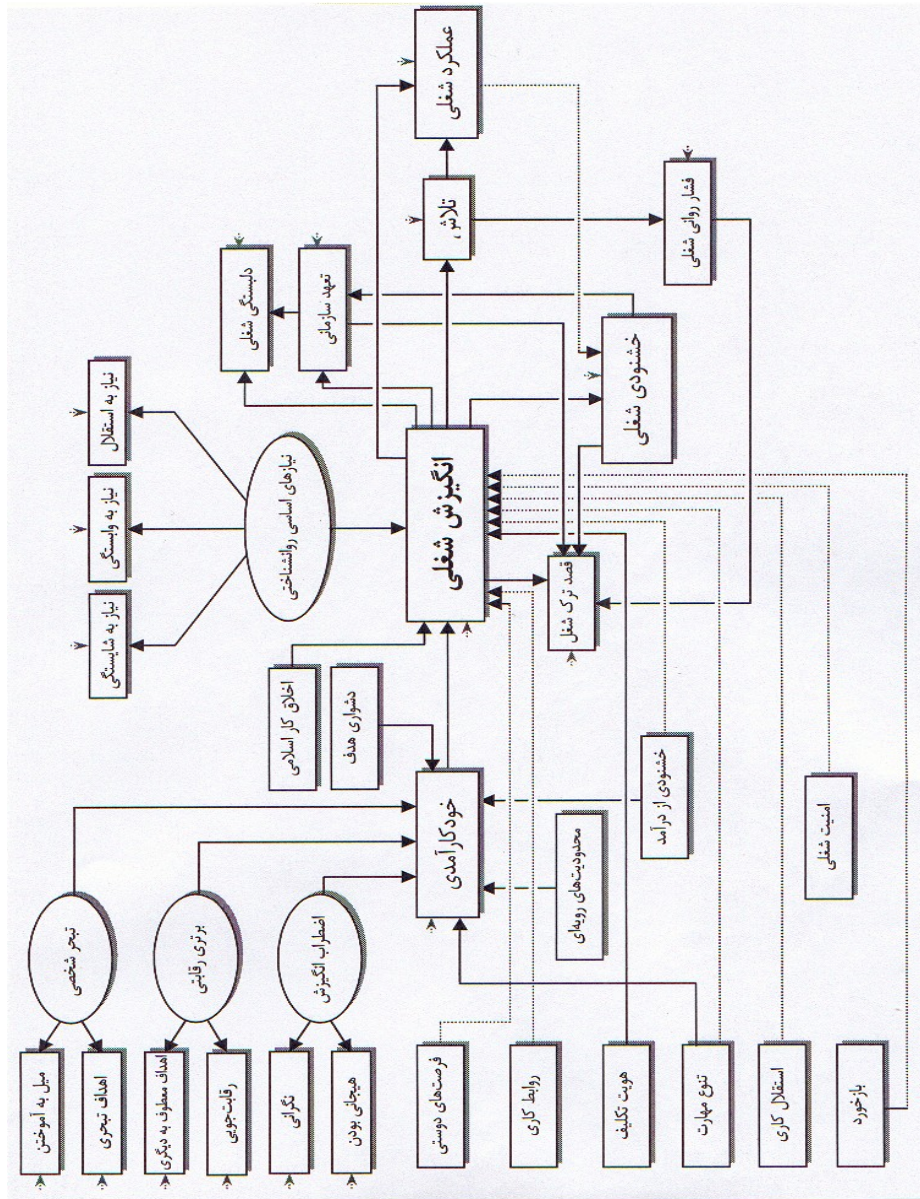 میل به آموختن
اهداف تبحری
اهداف معطوف به دیگری
رقابت‌جویی
نگرانی
هیجانی بودن
فرصت‌های دوستی
روابط کاری
هویت تکلیف
تنوع مهارت
استقلال کاری
بازخورد
تبحر شخصی
برتری رقابتی
اضطراب انگیزش
خودکارآمدی
محدودیت‌های رویه‌ای
خشنودی از درآمد
امنیت شغلی
اخلاق کار اسلامی
دشواری هدف
نیاز به شایستگی
نیاز به وابستگی
نیاز به استقلال
نیازهای اساسی روانشناختی
انگیزش شغلی
قصد ترک شغل
دلبستگی شغلی
تعهد سازمانی
خشنودی شغلی
تلاش،
فشار روانی شغلی
عملکرد شغلی